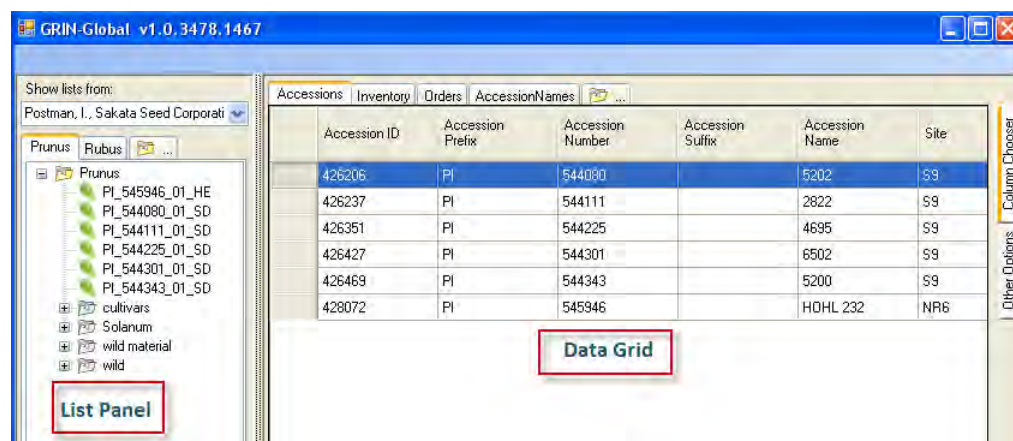 GRIN-Global v1.0.3478.1467
Show lists from:
Postman, I., Sakata Seed Corporati
Prunus Rubus ...
Prunus
PI_545946_01_HE
PI_544080_01_SD
PI_544111_01_SD
PI_544225_01_SD
PI_544301_01_SD
PI_544343_01_SD
cultivars
Solanum
wild material
wild
List Panel
Accessions Inventory Orders AccessionNames ...
Accession ID Accession Prefix Accession Number Accession Suffix Accession Name Site
426206 PI 544080 5202 S9
426237 PI 544111 2822 S9
426351 PI 544225 4695 S9
426427 PI 544301 6502 S9
426469 PI 544343 5200 S9
428072 PI 545946 HOHL 232 NR6
Data Grid
Column Chooser
Other Options